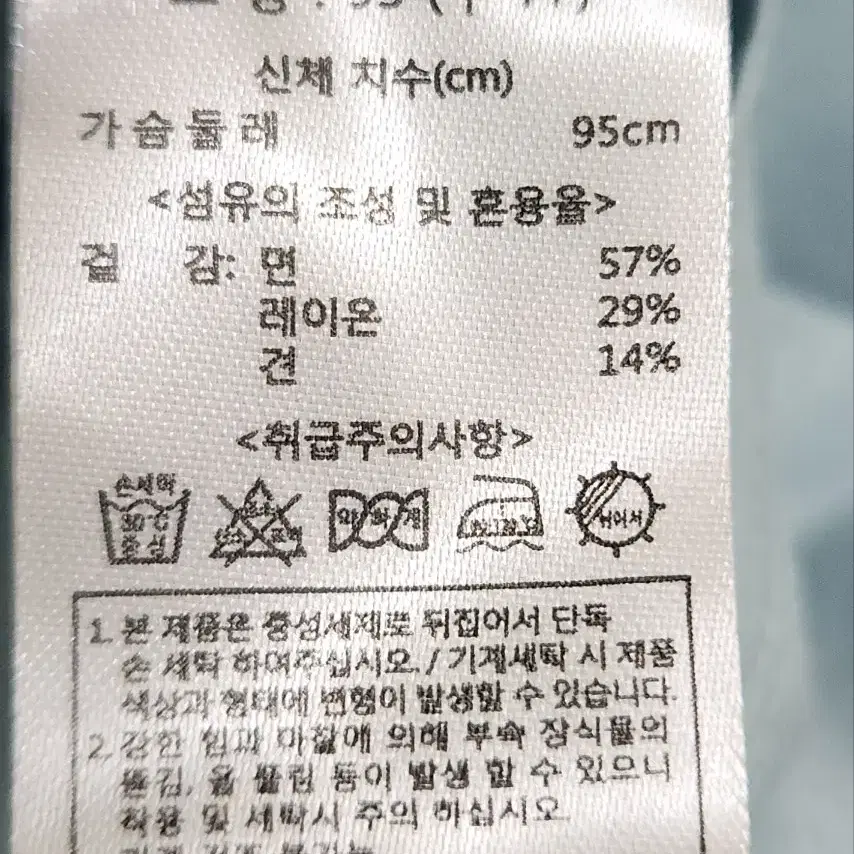 신체 치수(cm)
가슴둘레 95cm
<섬유의 조성 및 혼용율>
겉 감: 면 57%
레이온 29%
견 14%
<취급주의사항>
손세탁
30°C
중성
약하게
뉘어서
1. 본 제품은 중성세제로 뒤집어서 단독
손 세탁 하여주십시오. / 기계세탁 시 제품
색상과 형태에 변형이 발생할 수 있습니다.
2. 강한 힘과 마찰에 의해 부속 장식물의
뜯김, 올 풀림 등이 발생 할 수 있으니
착용 및 세탁시 주의 하십시오